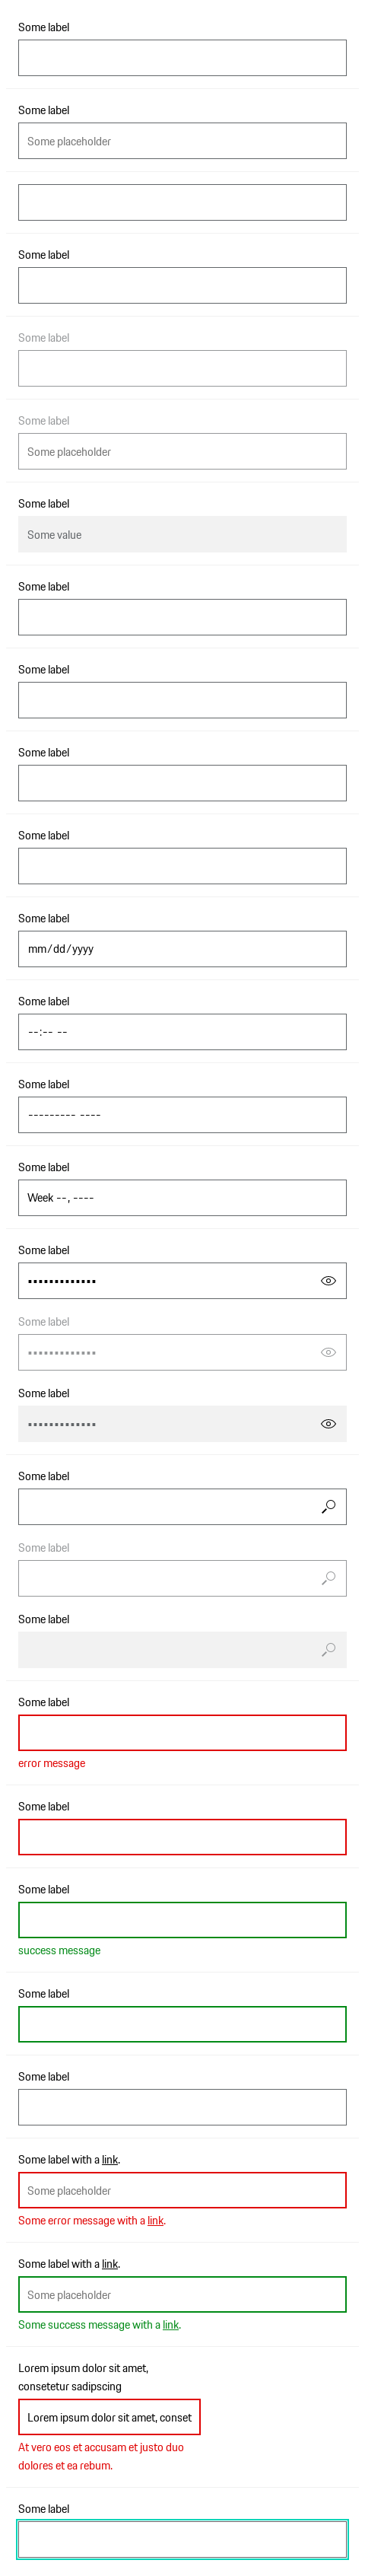 Some label
Some label
Some placeholder
Some label
Some label
Some label
Some placeholder
Some label
Some value
Some label
Some label
Some label
Some label
Some label
mm/dd/yyyy
Some label
--:-- --
Some label
--------- ----
Some label
Week --, ----
Some label
•••••••••••••
Some label
•••••••••••••
Some label
•••••••••••••
Some label
Some label
Some label
Some label
error message
Some label
Some label
success message
Some label
Some label
Some label with a link.
Some placeholder
Some error message with a link.
Some label with a link.
Some placeholder
Some success message with a link.
Lorem ipsum dolor sit amet,
consetetur sadipscing
Lorem ipsum dolor sit amet, conset
At vero eos et accusam et justo duo
dolores et ea rebum.
Some label